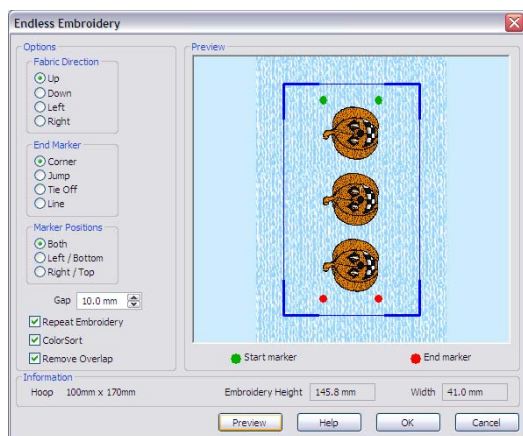 Endless Embroidery
Options
Fabric Direction
Up
Down
Left
Right
End Marker
Corner
Jump
Tie Off
Line
Marker Positions
Both
Left / Bottom
Right / Top
Gap 10.0 mm
Repeat Embroidery
ColorSort
Remove Overlap
Preview
Start marker End marker
Information
Hoop 100mm x 170mm Embroidery Height 145.8 mm Width 41.0 mm
Preview Help OK Cancel